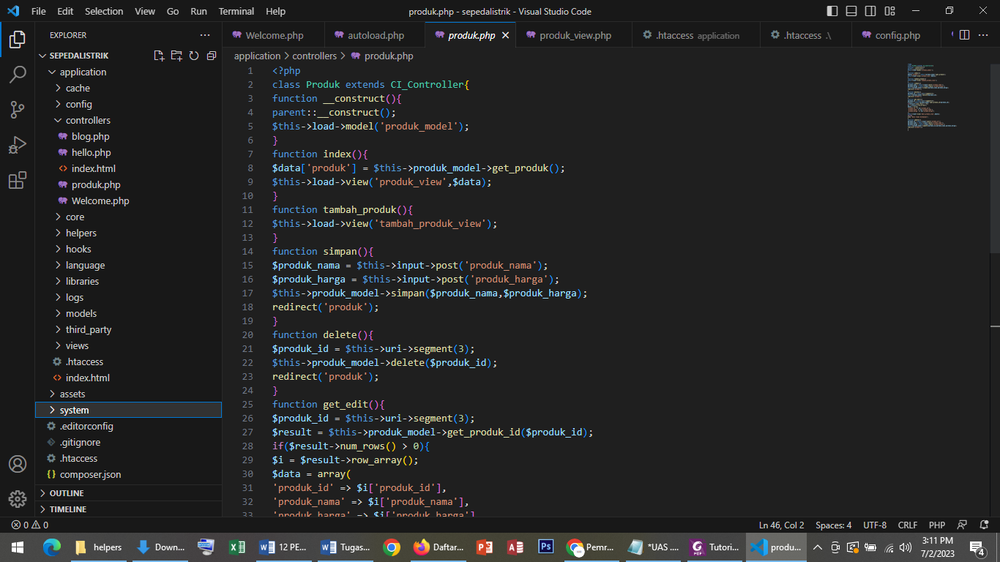 File Edit Selection View Go Run Terminal Help
produk.php - sepedalistrik - Visual Studio Code
EXPLORER
SEPEDALISTRIK
application
cache
config
controllers
blog.php
hello.php
index.html
produk.php
Welcome.php
core
helpers
hooks
language
libraries
logs
models
third_party
views
.htaccess
index.html
assets
system
.editorconfig
.gitignore
.htaccess
composer.json
OUTLINE
TIMELINE
Welcome.php autoload.php produk.php produk_view.php .htaccess application .htaccess .\ config.php
application > controllers > produk.php
1 <?php
2 class Produk extends CI_Controller{
3 function __construct(){
4 parent::__construct();
5 $this->load->model('produk_model');
6 }
7 function index(){
8 $data['produk'] = $this->produk_model->get_produk();
9 $this->load->view('produk_view',$data);
10 }
11 function tambah_produk(){
12 $this->load->view('tambah_produk_view');
13 }
14 function simpan(){
15 $produk_nama = $this->input->post('produk_nama');
16 $produk_harga = $this->input->post('produk_harga');
17 $this->produk_model->simpan($produk_nama,$produk_harga);
18 redirect('produk');
19 }
20 function delete(){
21 $produk_id = $this->uri->segment(3);
22 $this->produk_model->delete($produk_id);
23 redirect('produk');
24 }
25 function get_edit(){
26 $produk_id = $this->uri->segment(3);
27 $result = $this->produk_model->get_produk_id($produk_id);
28 if($result->num_rows() > 0){
29 $i = $result->row_array();
30 $data = array(
31 'produk_id' => $i['produk_id'],
32 'produk_nama' => $i['produk_nama'],
33 'produk_harga' => $i['produk_harga']
0 0
Ln 46, Col 2 Spaces: 4 UTF-8 CRLF PHP
helpers Down... 12 PE... Tugas... Daftar... Pemr... *UAS .... Tutori... produ...
3:11 PM
7/2/2023
4